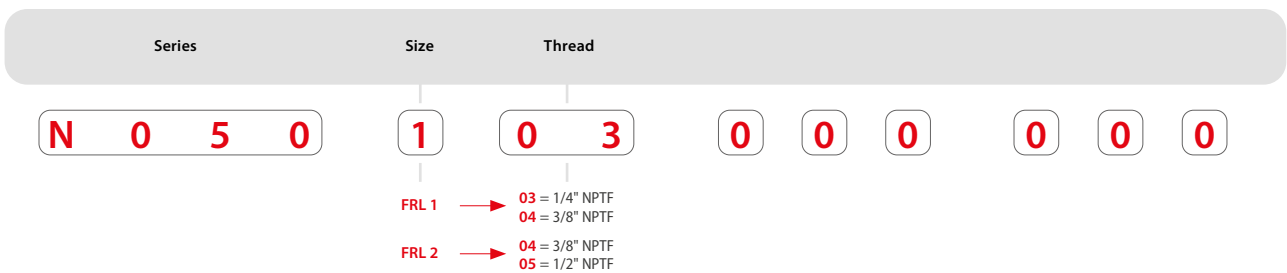 Series Size Thread
N 0 5 0 1 0 3 0 0 0 0 0 0
FRL 1 03 = 1/4" NPTF
04 = 3/8" NPTF
FRL 2 04 = 3/8" NPTF
05 = 1/2" NPTF